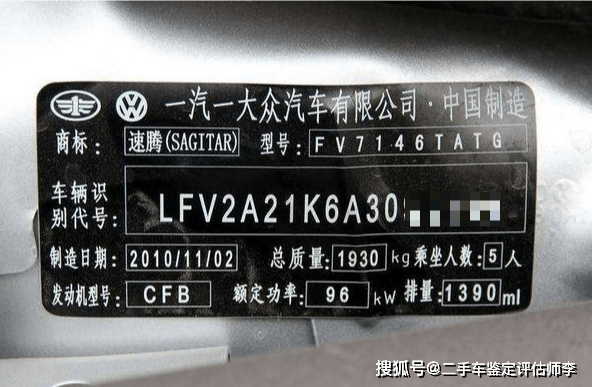 一汽一大众汽车有限公司·中国制造
商标: 速腾(SAGITAR) 型号: FV7146TATG
车辆识
别代号: LFV2A21K6A30
制造日期: 2010/11/02 总质量: 1930 kg 乘坐人数: 5 人
发动机型号: CFB 额定功率: 96 kW 排量: 1390 ml
搜狐号@二手车鉴定评估师李